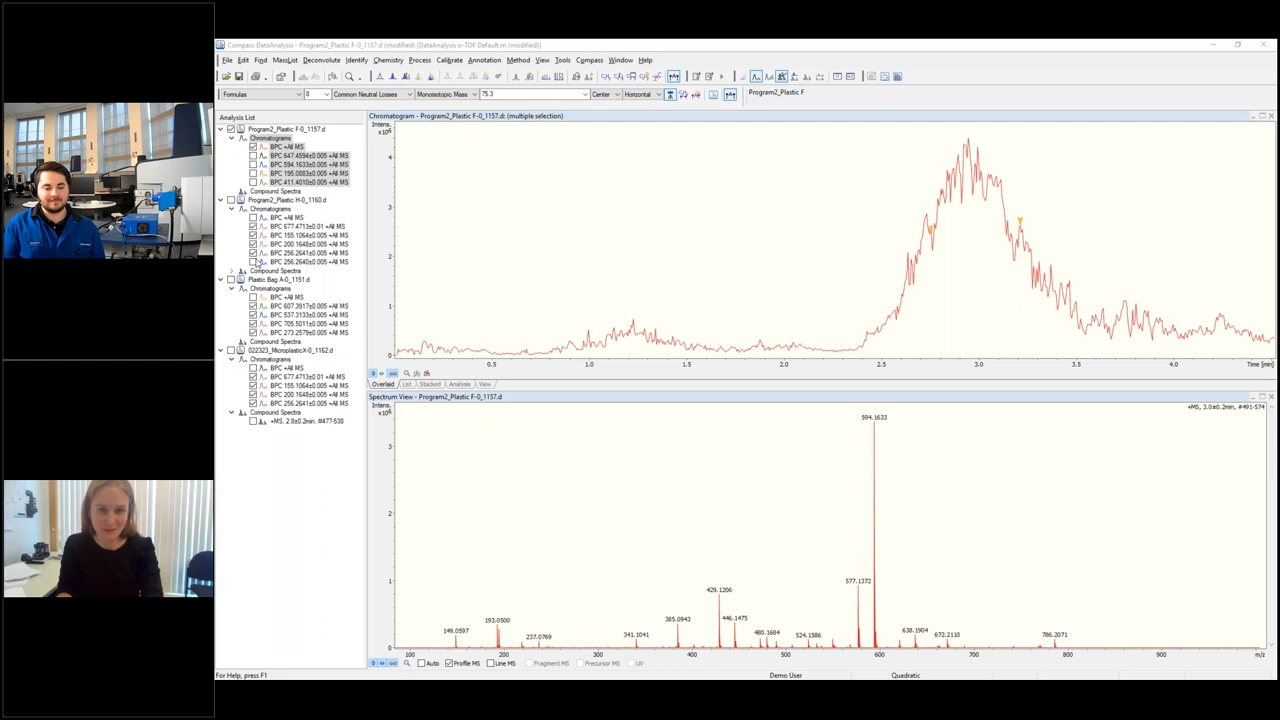 Compass DataAnalysis - Program2_Plastic F-0_1157.d (modified) [DataAnalysis o-TOF Default.m (modified)]
File Edit Find MassList Deconvolute Identify Chemistry Process Calibrate Annotation Method View Tools Compass Window Help
Formulas 8 Common Neutral Losses Monoisotopic Mass 75.3 Center Horizontal Program2_Plastic F
Analysis List
Program2_Plastic F-0_1157.d
Chromatograms
BPC +All MS
BPC 647.4594±0.005 +All MS
BPC 594.1633±0.005 +All MS
BPC 195.0883±0.005 +All MS
BPC 411.4010±0.005 +All MS
Compound Spectra
Program2_Plastic H-0_1160.d
Chromatograms
BPC +All MS
BPC 677.4713±0.01 +All MS
BPC 155.1064±0.005 +All MS
BPC 200.1648±0.005 +All MS
BPC 256.2641±0.005 +All MS
BPC 256.2640±0.005 +All MS
Compound Spectra
Plastic Bag A-0_1151.d
Chromatograms
BPC +All MS
BPC 607.3917±0.005 +All MS
BPC 537.3133±0.005 +All MS
BPC 705.5011±0.005 +All MS
BPC 273.2579±0.005 +All MS
Compound Spectra
022323_MicroplasticX-0_1162.d
Chromatograms
BPC +All MS
BPC 677.4713±0.01 +All MS
BPC 155.1064±0.005 +All MS
BPC 200.1648±0.005 +All MS
BPC 256.2641±0.005 +All MS
Compound Spectra
+MS, 2.8±0.2min, #477-538
Chromatogram - Program2_Plastic F-0_1157.d: (multiple selection)
Intens.
x10⁶
4
3
2
1
0
0.5 1.0 1.5 2.0 2.5 3.0 3.5 4.0 Time [min]
Overlaid List Stacked Analysis View
Spectrum View - Program2_Plastic F-0_1157.d
Intens.
x10⁶
+MS, 3.0±0.2min, #491-574
594.1633
3
2
1
577.1372
429.1206
446.1475
193.0500
385.0943
149.0597
237.0769
341.1041
480.1684
524.1586
638.1904
672.2110
786.2071
0
100 200 300 400 500 600 700 800 900 m/z
Auto Profile MS Line MS Fragment MS Precursor MS UV
For Help, press F1 Demo User Quadratic